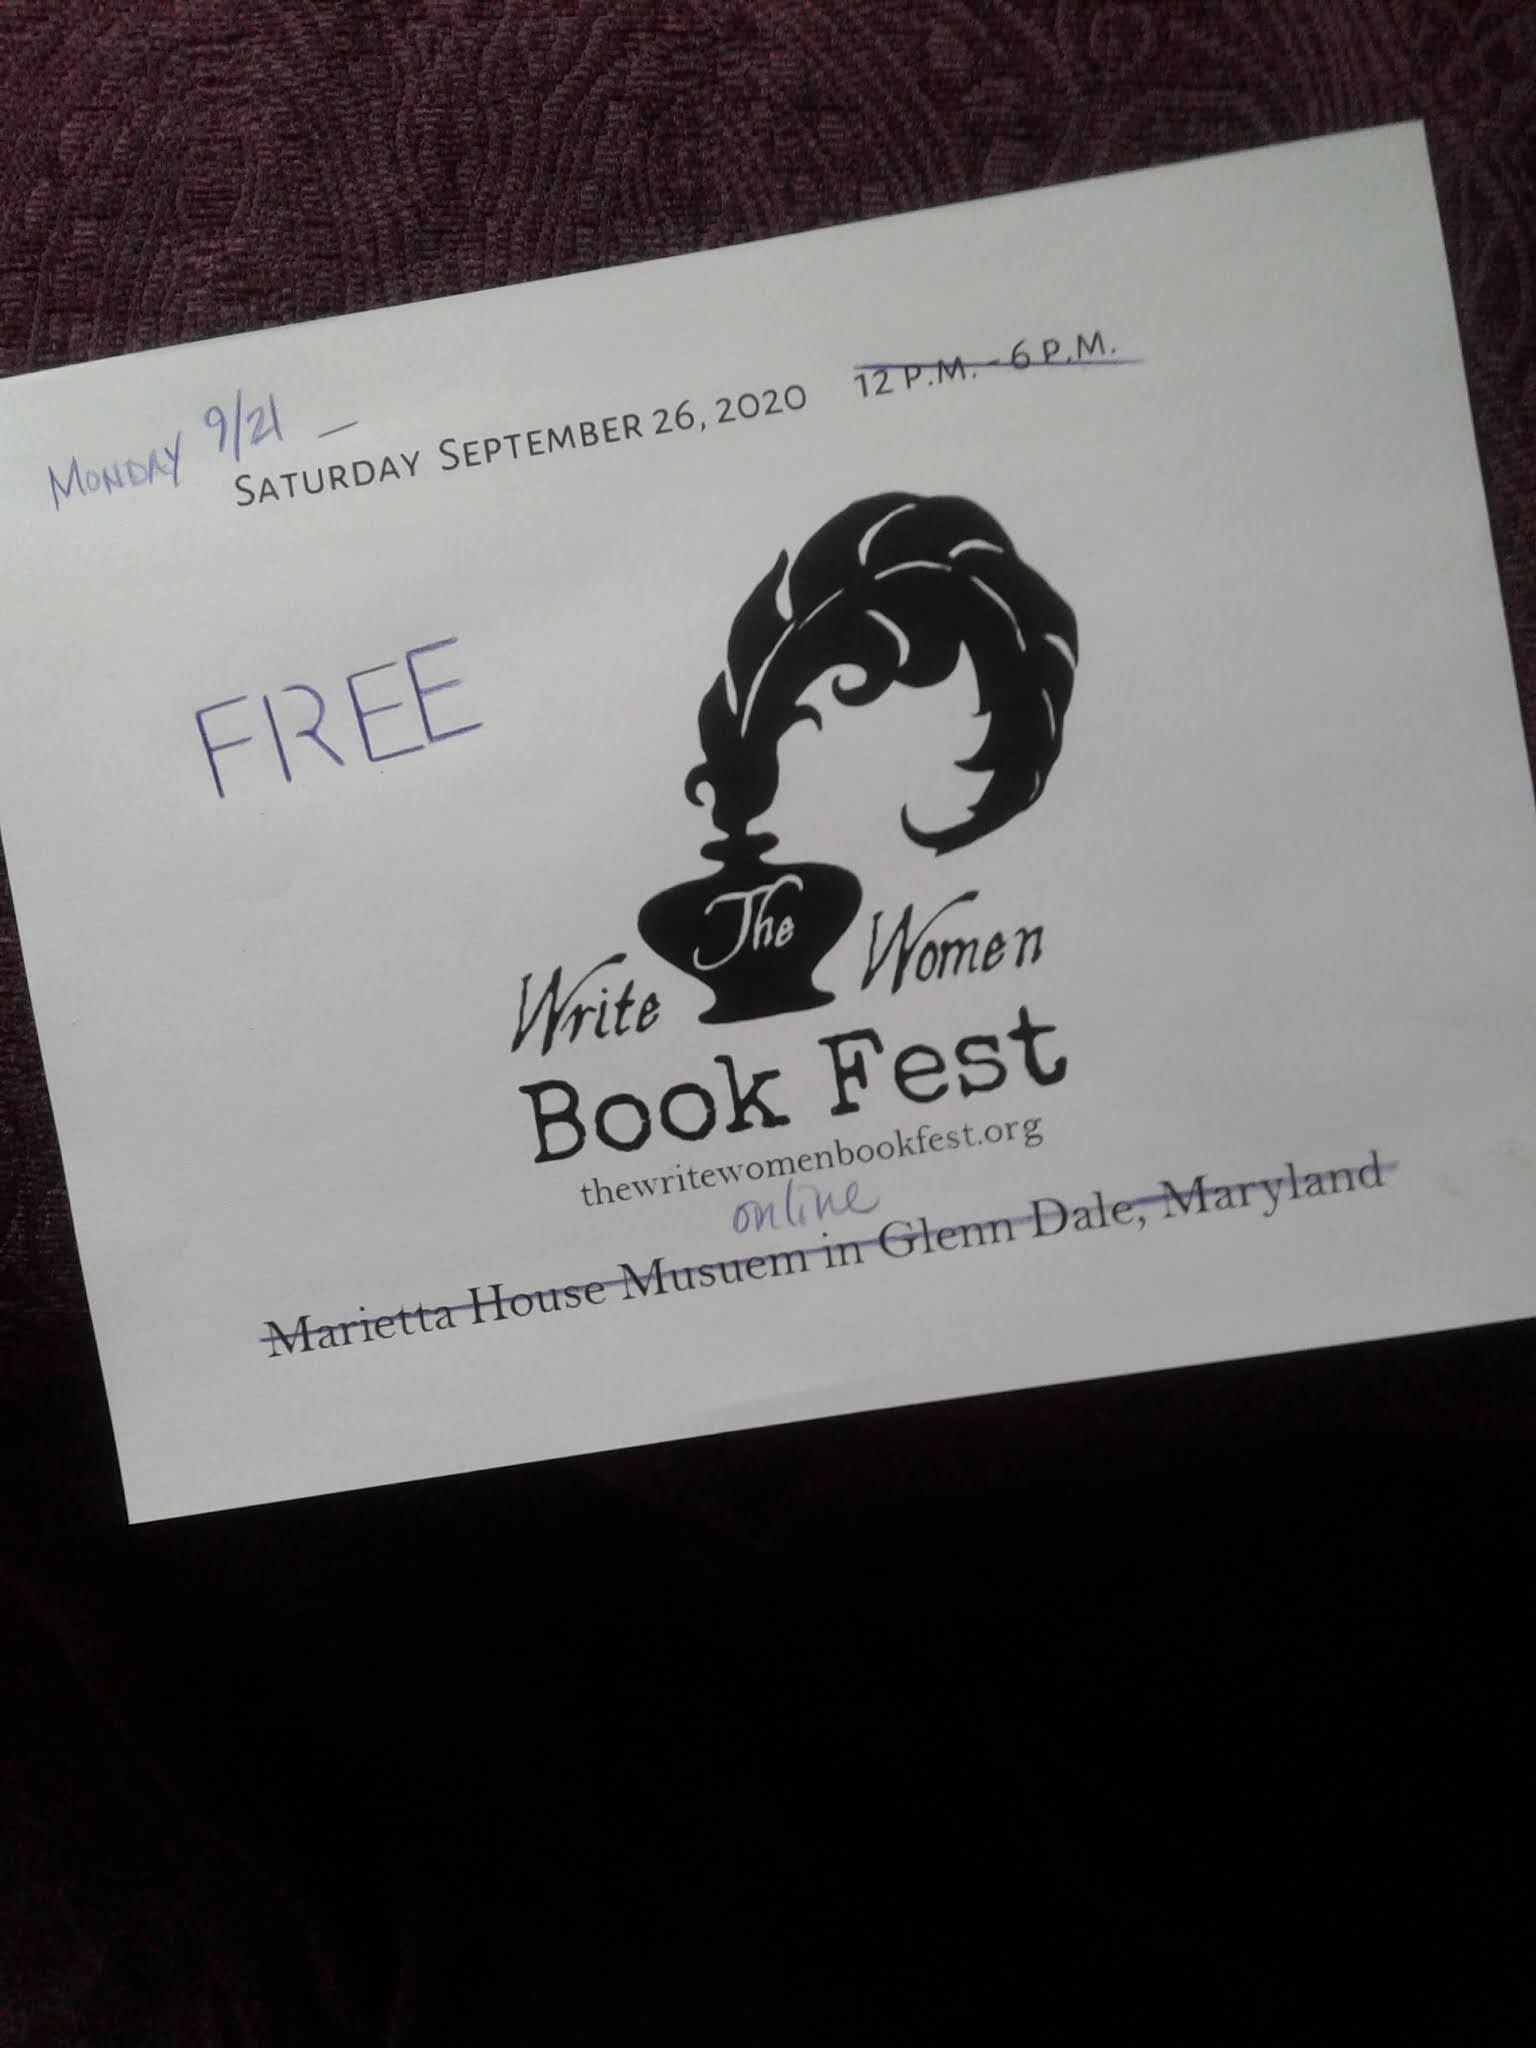 MONDAY 9/21 —
SATURDAY SEPTEMBER 26, 2020 12 P.M. - 6 P.M.
FREE
The
Write Women
Book Fest
thewritewomenbookfest.org
online
Marietta House Musuem in Glenn Dale, Maryland